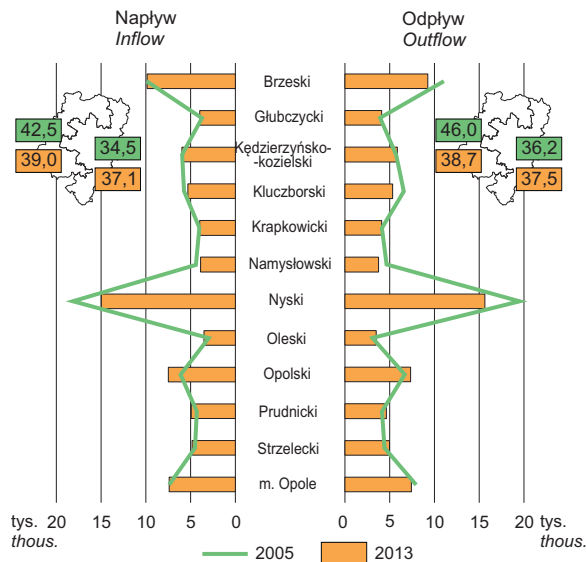 Napływ
Inflow
Odpływ
Outflow
42,5
39,0
34,5
37,1
46,0
38,7
36,2
37,5
Brzeski
Głubczycki
Kędzierzyńsko-
-kozielski
Kluczborski
Krapkowicki
Namysłowski
Nyski
Oleski
Opolski
Prudnicki
Strzelecki
m. Opole
tys. 20 15 10 5 0
thous.
0 5 10 15 20 tys.
thous.
2005 2013